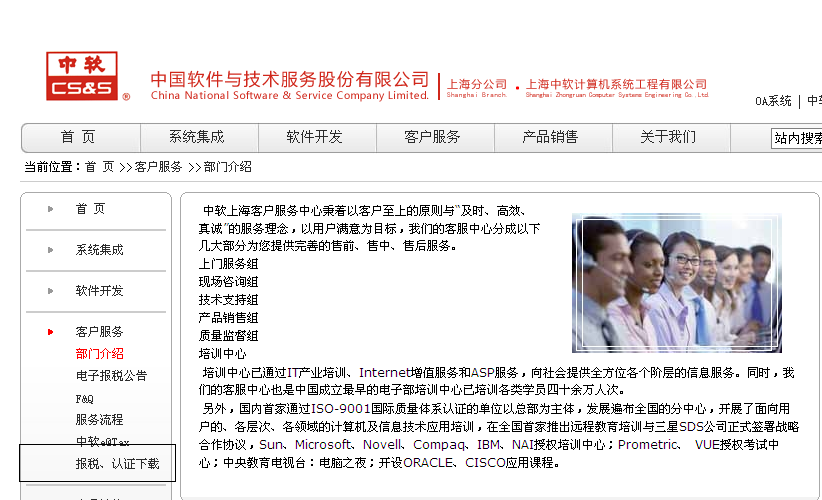 中软
CS&S ®
中国软件与技术服务股份有限公司
China National Software & Service Company Limited.
上海分公司
Shanghai Branch.
上海中软计算机系统工程有限公司
Shanghai Zhongruan Computer Systems Engineering Co., Ltd.
OA系统 |
首 页 系统集成 软件开发 客户服务 产品销售 关于我们 站内搜索
当前位置：首 页 >>客户服务 >>部门介绍
首 页
系统集成
软件开发
客户服务
部门介绍
电子报税公告
F&Q
服务流程
中软e@Tax
报税、认证下载
中软上海客户服务中心秉着以客户至上的原则与“及时、高效、
真诚”的服务理念，以用户满意为目标，我们的客服中心分成以下
几大部分为您提供完善的售前、售中、售后服务。
上门服务组
现场咨询组
技术支持组
产品销售组
质量监督组
培训中心
培训中心已通过IT产业培训、Internet增值服务和ASP服务，向社会提供全方位各个阶层的信息服务。同时，我
们的客服中心也是中国成立最早的电子部培训中心已培训各类学员四十余万人次。
另外，国内首家通过ISO-9001国际质量体系认证的单位以总部为主体，发展遍布全国的分中心，开展了面向用
户的、各层次、各领域的计算机及信息技术应用培训，在全国首家推出远程教育培训与三星SDS公司正式签署战略
合作协议，Sun、Microsoft、Novell、Compaq、IBM、NAI授权培训中心；Prometric、 VUE授权考试中
心；中央教育电视台：电脑之夜；开设ORACLE、CISCO应用课程。